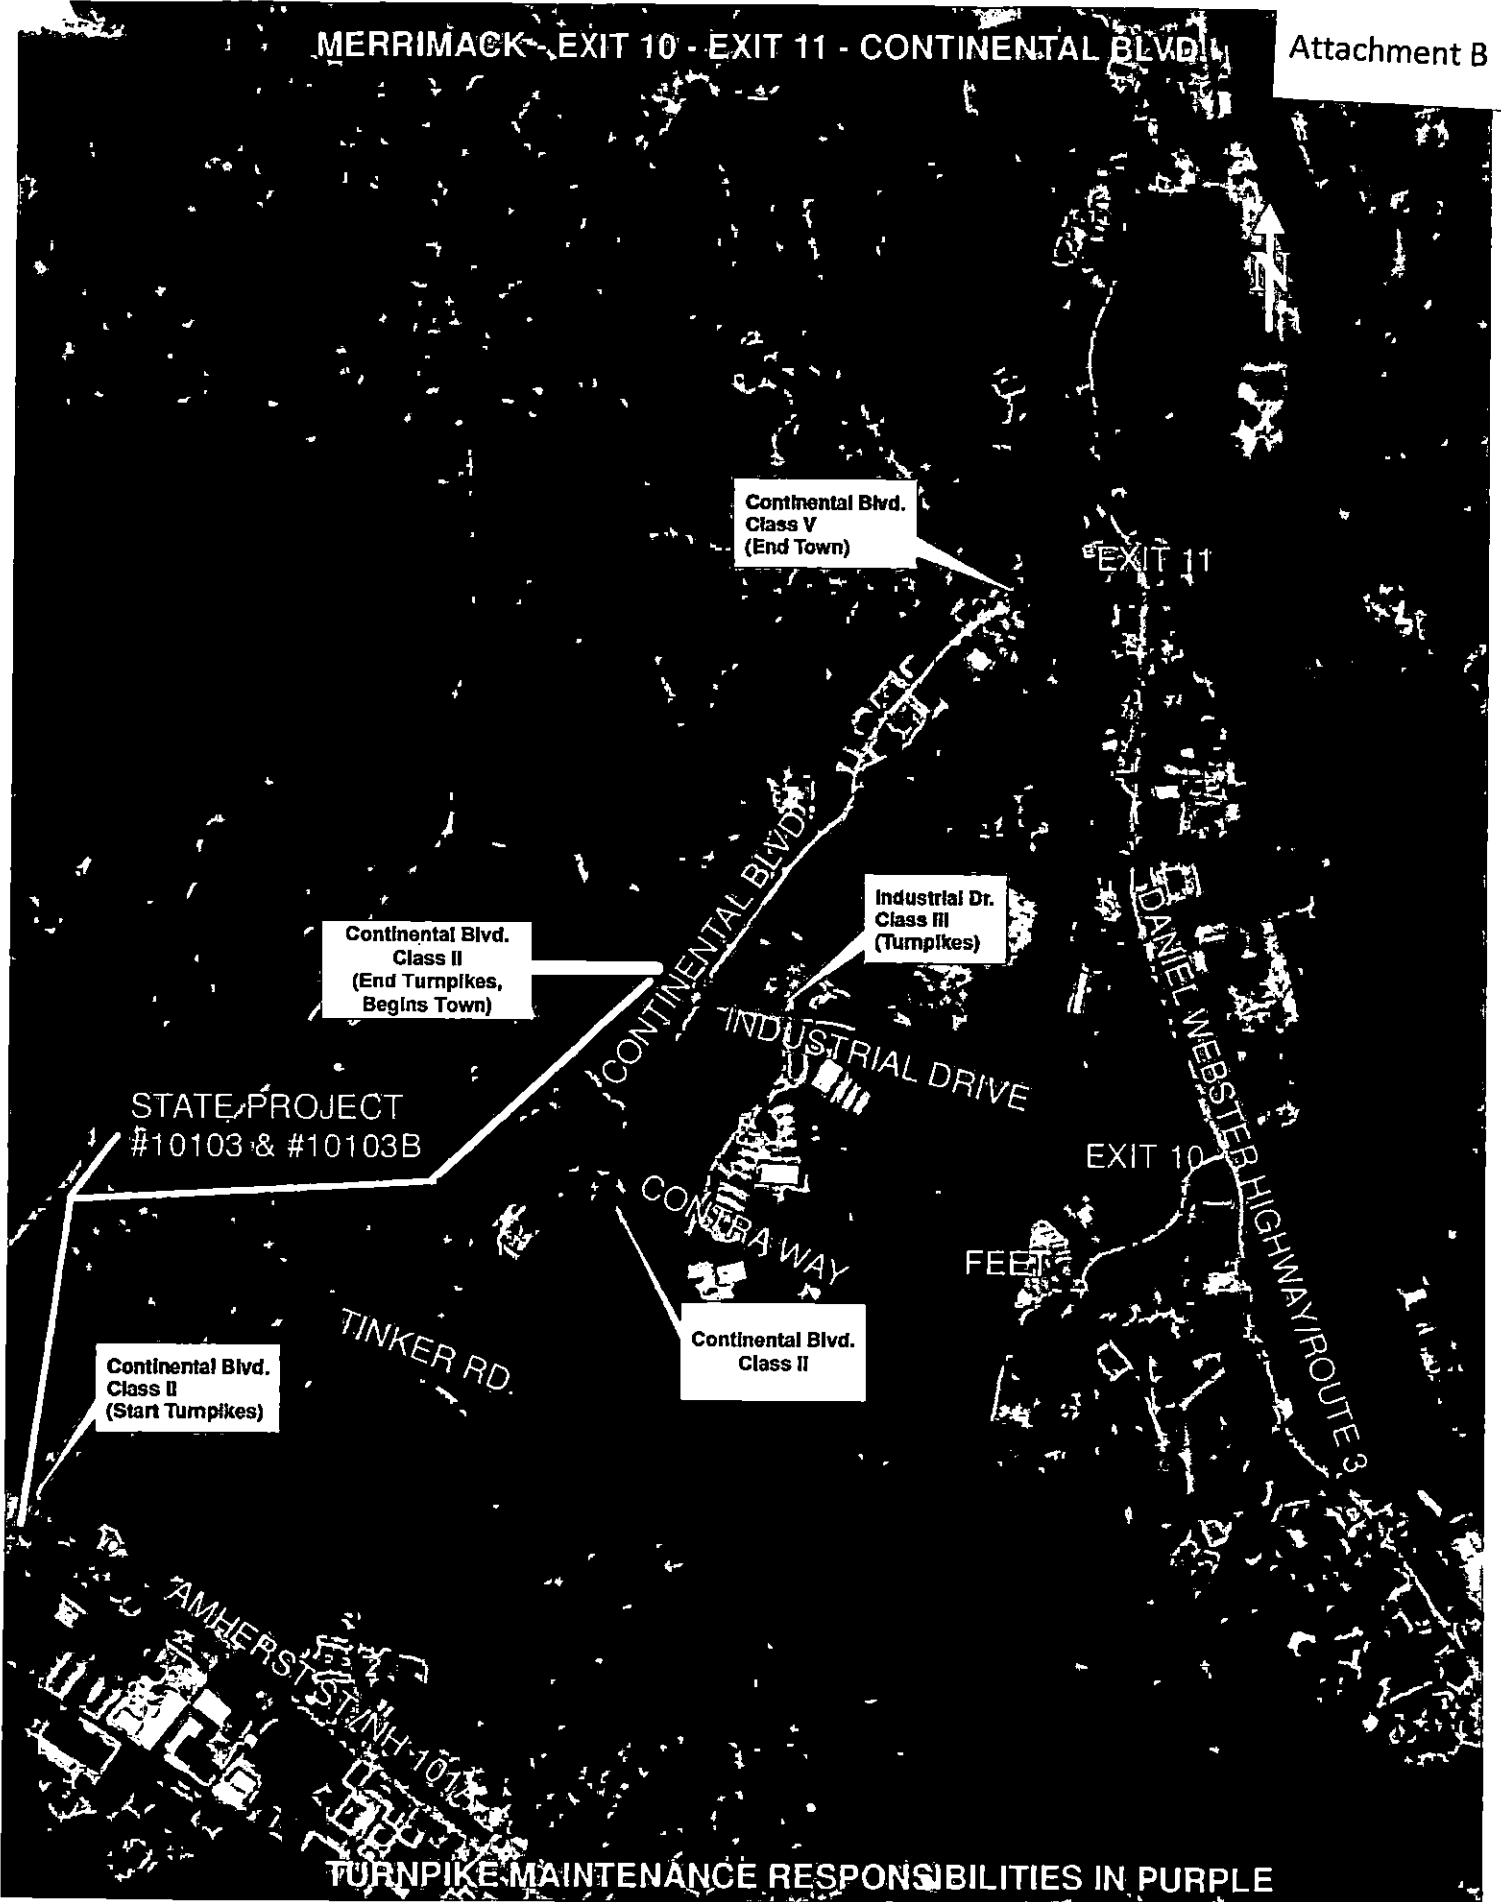 MERRIMACK - EXIT 10 - EXIT 11 - CONTINENTAL BLVD.
Attachment B
N
Continental Blvd.
Class V
(End Town)
EXIT 11
CONTINENTAL BLVD.
Industrial Dr.
Class III
(Turnpikes)
DANIEL WEBSTER HIGHWAY/ROUTE 3
Continental Blvd.
Class II
(End Turnpikes,
Begins Town)
INDUSTRIAL DRIVE
STATE PROJECT
#10103 & #10103B
EXIT 10
CONTRA WAY
FEET
TINKER RD.
Continental Blvd.
Class II
Continental Blvd.
Class II
(Start Turnpikes)
AMHERST ST./NH 101A
TURNPIKE MAINTENANCE RESPONSIBILITIES IN PURPLE